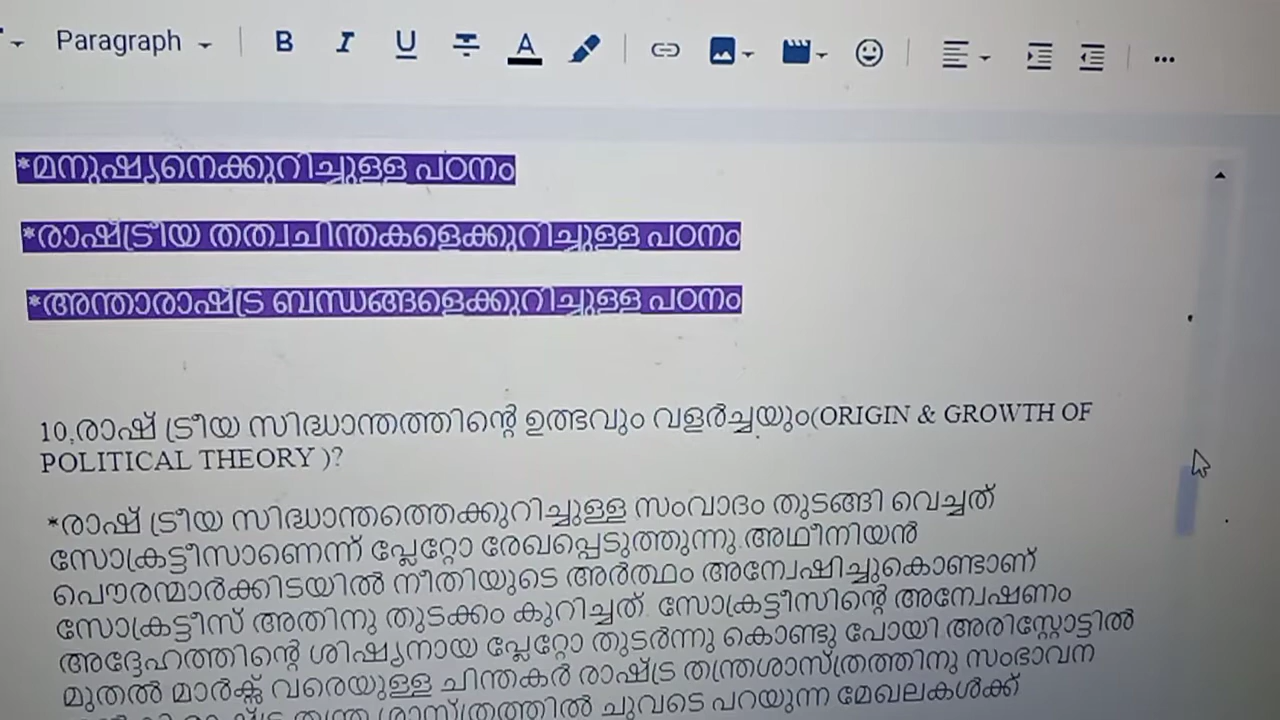 Paragraph B I U S A
*മനുഷ്യനെക്കുറിച്ചുള്ള പഠനം
*രാഷ്ട്രീയ തത്വചിന്തകളെക്കുറിച്ചുള്ള പഠനം
*അന്താരാഷ്ട്ര ബന്ധങ്ങളെക്കുറിച്ചുള്ള പഠനം
10,രാഷ് ട്രീയ സിദ്ധാന്തത്തിന്റെ ഉത്ഭവും വളർച്ചയും(ORIGIN & GROWTH OF
POLITICAL THEORY )?
*രാഷ് ട്രീയ സിദ്ധാന്തത്തെക്കുറിച്ചുള്ള സംവാദം തുടങ്ങി വെച്ചത്
സോക്രട്ടീസാണെന്ന് പ്ലേറ്റോ രേഖപ്പെടുത്തുന്നു.അഥീനിയൻ
പൌരന്മാർക്കിടയിൽ നീതിയുടെ അർത്ഥം അന്വേഷിച്ചുകൊണ്ടാണ്
സോക്രട്ടീസ് അതിനു തുടക്കം കുറിച്ചത്. സോക്രട്ടീസിന്റെ അന്വേഷണം
അദ്ദേഹത്തിന്റെ ശിഷ്യനായ പ്ലേറ്റോ തുടർന്നു കൊണ്ടു പോയി.അരിസ്റ്റോട്ടിൽ
മുതൽ മാർക്സ് വരെയുള്ള ചിന്തകർ രാഷ്ട്ര തന്ത്രശാസ്ത്രത്തിനു സംഭാവന
രാഷ്ട്ര തന്ത്ര ശാസ്ത്രത്തിൽ ചുവടെ പറയുന്ന മേഖലകൾക്ക്